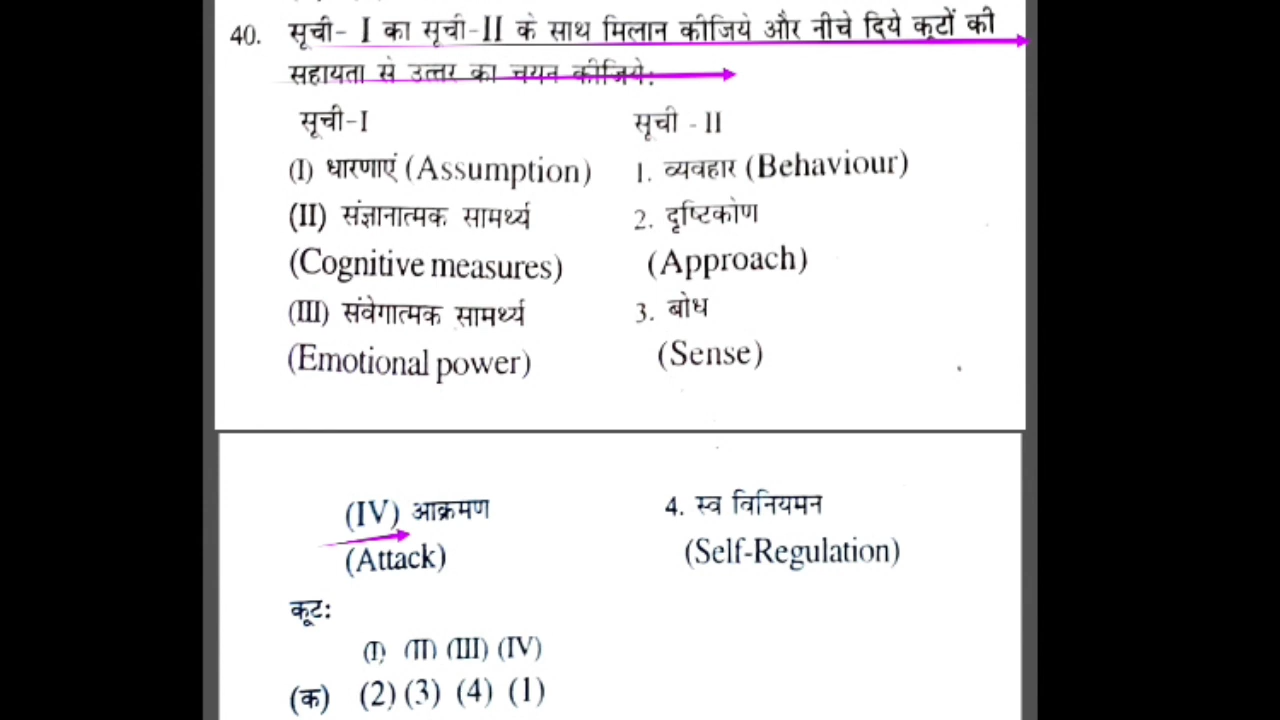 40. सूची- I का सूची-II के साथ मिलान कीजिये और नीचे दिये कूटों की
सहायता से उत्तर का चयन कीजिये:
सूची-I सूची - II
(I) धारणाएं (Assumption) 1. व्यवहार (Behaviour)
(II) संज्ञानात्मक सामर्थ्य 2. दृष्टिकोण
(Cognitive measures) (Approach)
(III) संवेगात्मक सामर्थ्य 3. बोध
(Emotional power) (Sense)
(IV) आक्रमण 4. स्व विनियमन
(Attack) (Self-Regulation)
कूट:
(I) (II) (III) (IV)
(क) (2) (3) (4) (1)